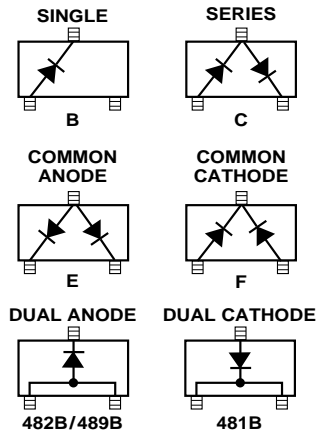 SINGLE
SERIES
B
C
COMMON
ANODE
COMMON
CATHODE
E
F
DUAL ANODE
DUAL CATHODE
482B/489B
481B